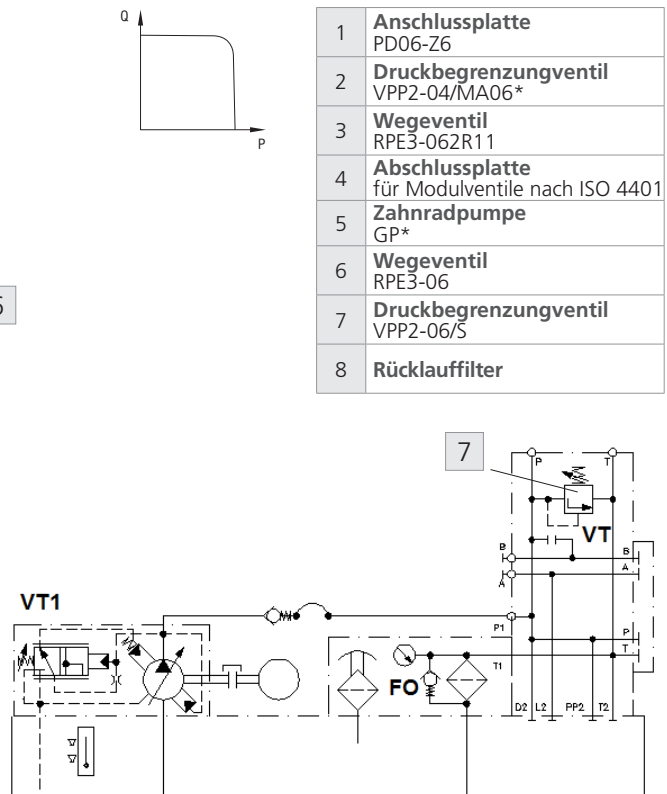 Q
P
1
Anschlussplatte
PD06-Z6
2
Druckbegrenzungventil
VPP2-04/MA06*
3
Wegeventil
RPE3-062R11
4
Abschlussplatte
für Modulventile nach ISO 4401
5
Zahnradpumpe
GP*
6
Wegeventil
RPE3-06
7
Druckbegrenzungventil
VPP2-06/S
8
Rücklauffilter
7
P T
VT
B B
A A
VT1
P1
P
T1 T
FO
D2 L2 PP2 T2